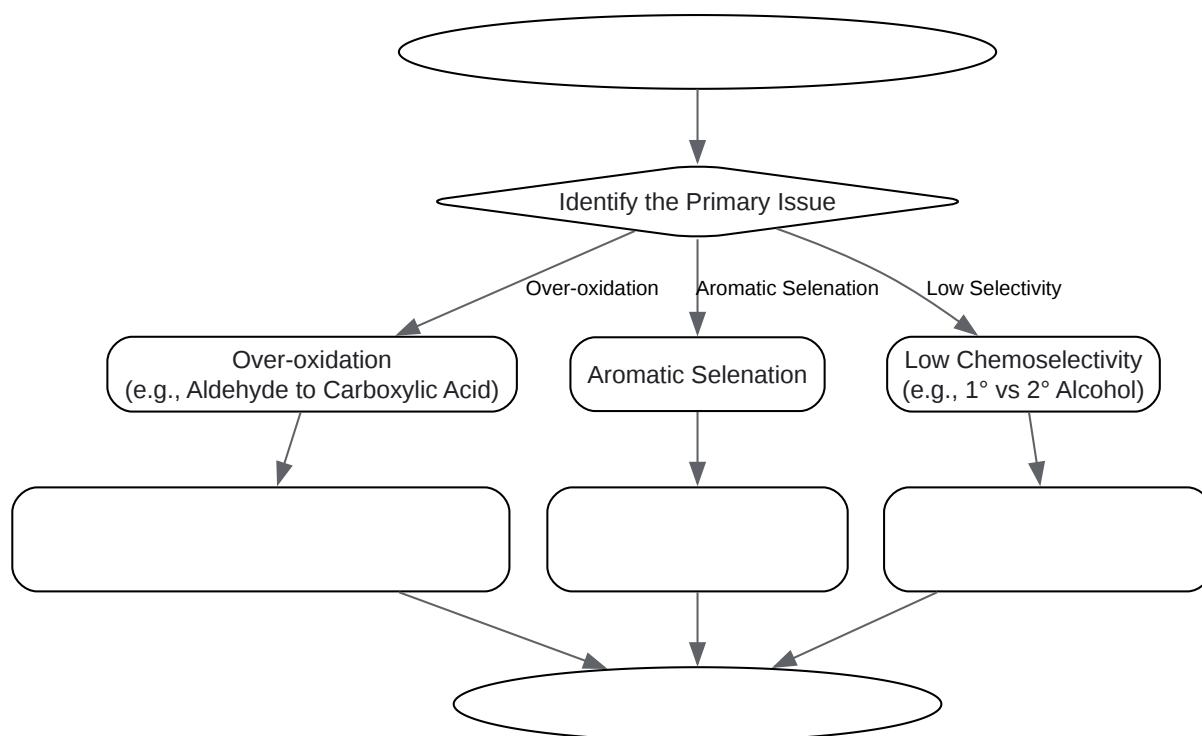 Identify the Primary Issue
Over-oxidation
Aromatic Selenation
Low Selectivity
Over-oxidation
(e.g., Aldehyde to Carboxylic Acid)
Aromatic Selenation
Low Chemoselectivity
(e.g., 1° vs 2° Alcohol)